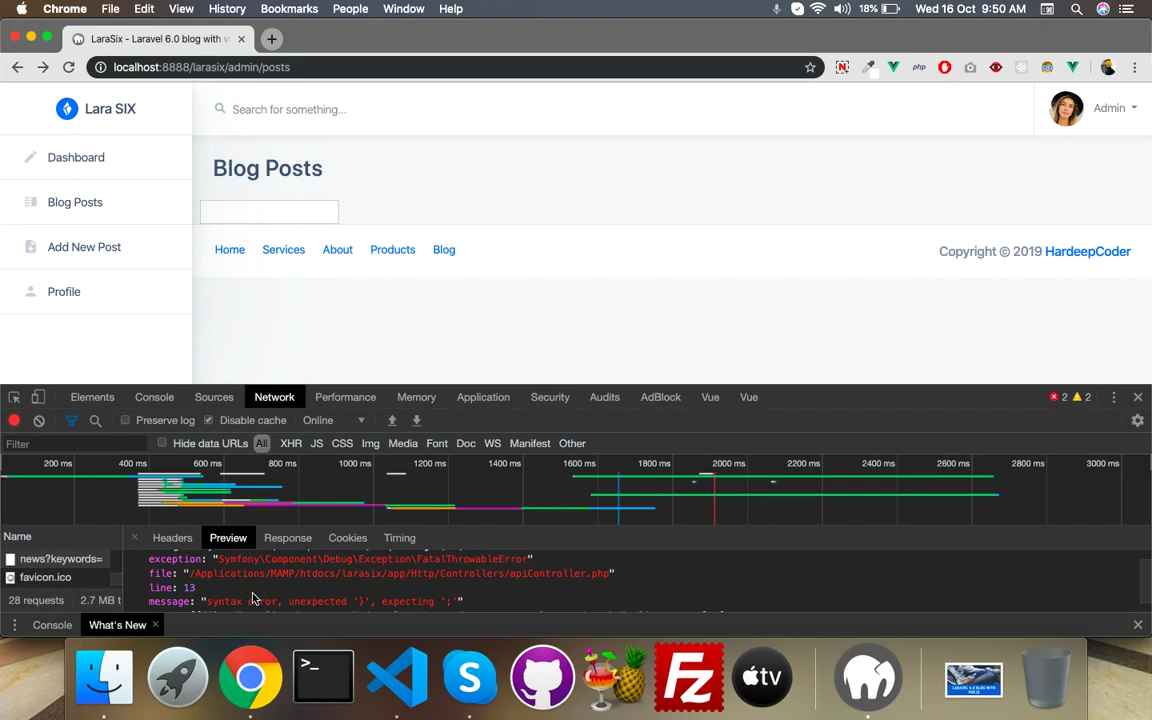 Chrome File Edit View History Bookmarks People Window Help 18% Wed 16 Oct 9:50 AM
LaraSix - Laravel 6.0 blog with v
localhost:8888/larasix/admin/posts
N php
Lara SIX
Search for something...
Admin
Dashboard
Blog Posts
Blog Posts
Add New Post
Profile
Home Services About Products Blog
Copyright © 2019 HardeepCoder
Elements Console Sources Network Performance Memory Application Security Audits AdBlock Vue Vue 2 2
Preserve log Disable cache Online
Filter Hide data URLs All XHR JS CSS Img Media Font Doc WS Manifest Other
200 ms 400 ms 600 ms 800 ms 1000 ms 1200 ms 1400 ms 1600 ms 1800 ms 2000 ms 2200 ms 2400 ms 2600 ms 2800 ms 3000 ms
Name Headers Preview Response Cookies Timing
news?keywords=
favicon.ico
28 requests 2.7 MB t
exception: "Symfony\Component\Debug\Exception\FatalThrowableError"
file: "/Applications/MAMP/htdocs/larasix/app/Http/Controllers/apiController.php"
line: 13
message: "syntax error, unexpected '}', expecting ';'"
Console What's New
>_
S
Fz
tv
LARAVEL 6.0 BLOG WITH